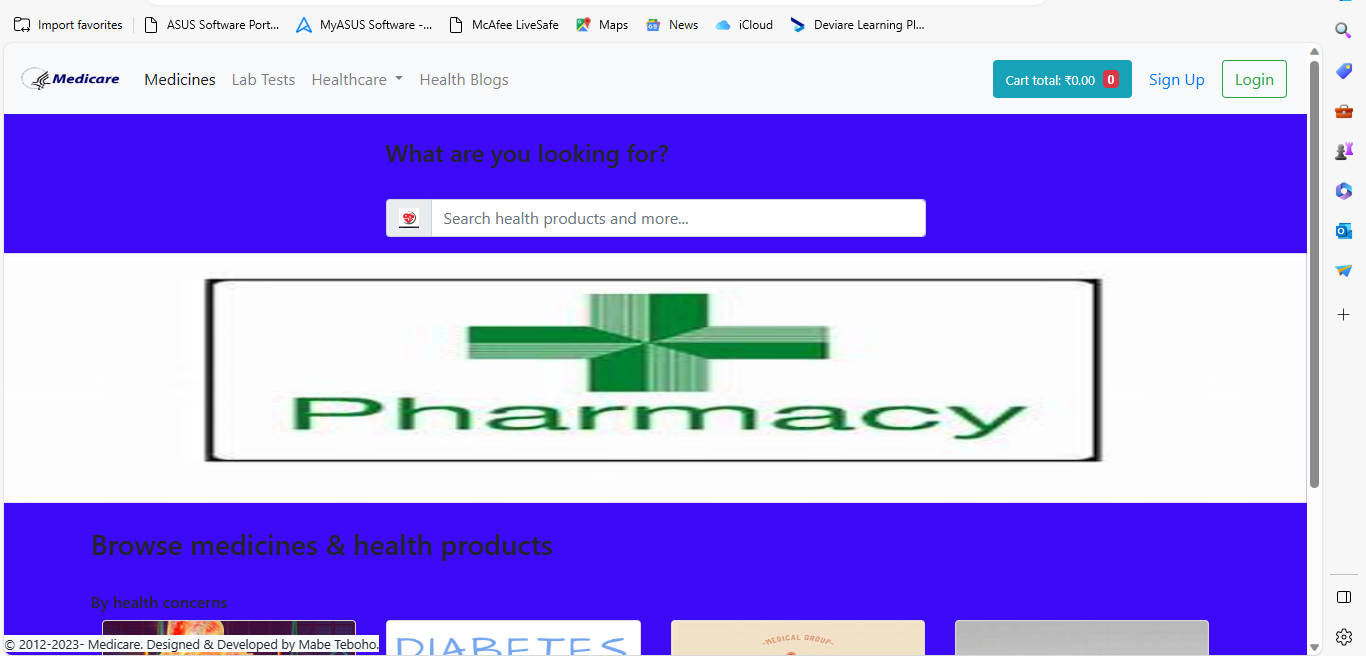 Import favorites ASUS Software Port... MyASUS Software -... McAfee LiveSafe Maps News iCloud Deviare Learning Pl...
Medicare Medicines Lab Tests Healthcare Health Blogs Cart total: ₹0.00 0 Sign Up Login
What are you looking for?
Search health products and more...
Pharmacy
Browse medicines & health products
By health concerns
DIABETES
-MEDICAL GROUP-
© 2012-2023- Medicare. Designed & Developed by Mabe Teboho.